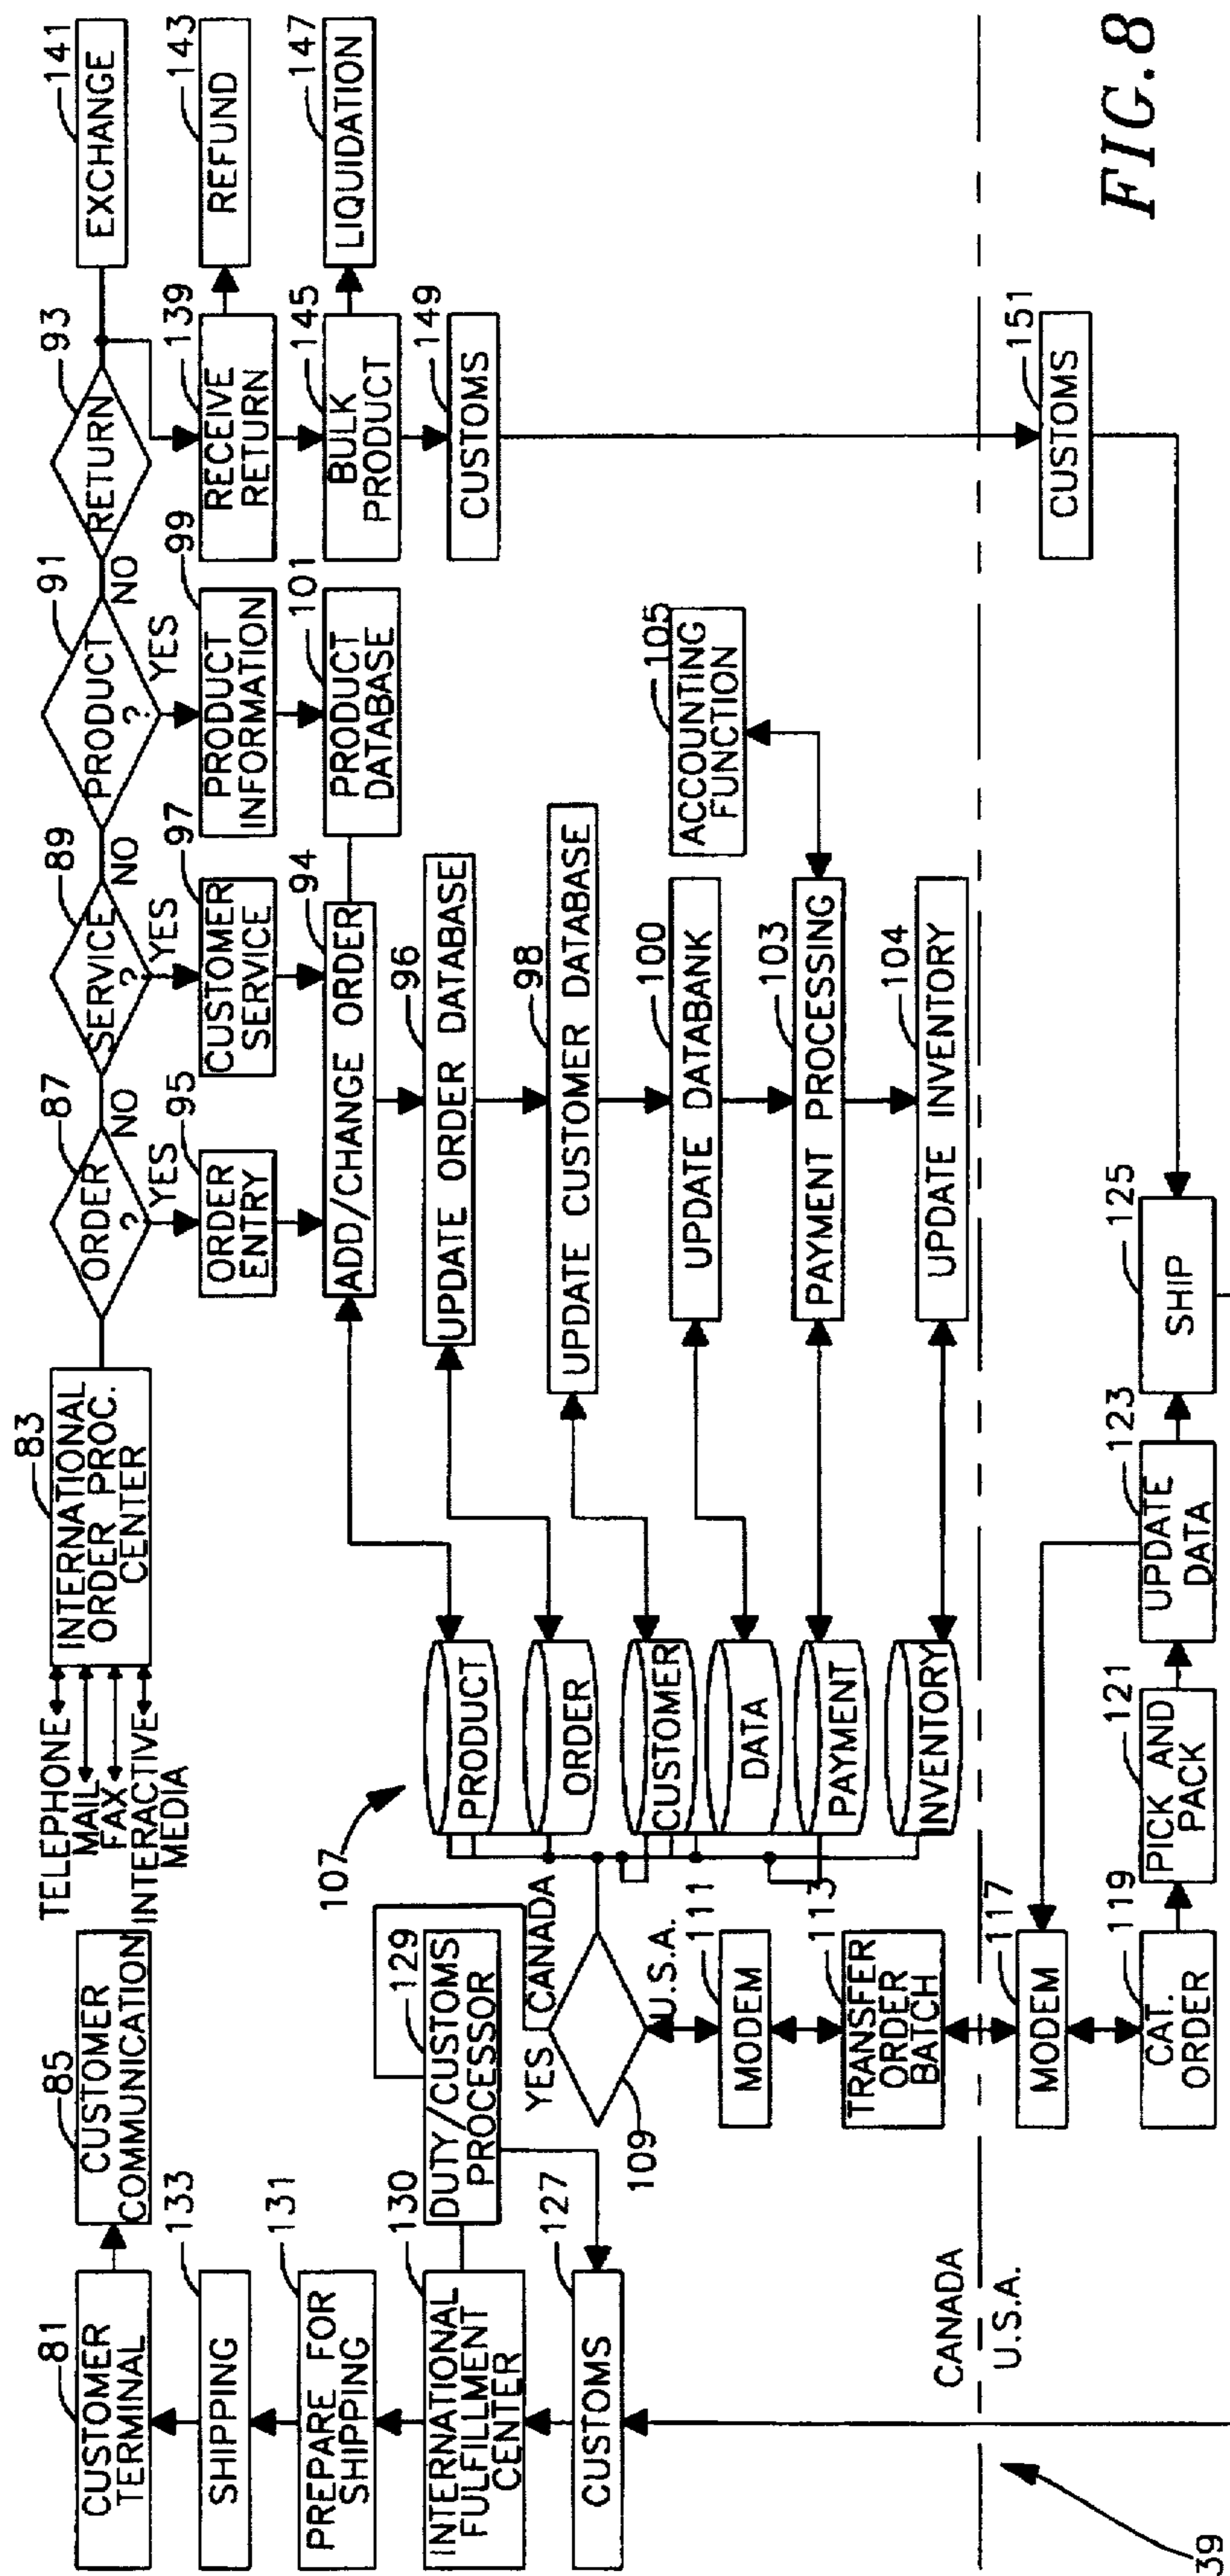 81
CUSTOMER
TERMINAL
85
CUSTOMER
COMMUNICATION
TELEPHONE
MAIL
FAX
INTERACTIVE
MEDIA
83
INTERNATIONAL
ORDER PROC.
CENTER
87
ORDER
?
NO
YES
89
SERVICE
?
NO
YES
91
PRODUCT
?
NO
YES
93
RETURN
141
EXCHANGE
133
SHIPPING
95
ORDER
ENTRY
97
CUSTOMER
SERVICE
99
PRODUCT
INFORMATION
139
RECEIVE
RETURN
143
REFUND
131
PREPARE FOR
SHIPPING
94
ADD/CHANGE ORDER
101
PRODUCT
DATABASE
145
BULK
PRODUCT
147
LIQUIDATION
130
INTERNATIONAL
FULFILLMENT
CENTER
129
DUTY/CUSTOMS
PROCESSOR
107
PRODUCT
96
UPDATE ORDER DATABASE
149
CUSTOMS
127
CUSTOMS
YES
CANADA
109
U.S.A.
ORDER
98
UPDATE CUSTOMER DATABASE
CUSTOMER
111
MODEM
DATA
100
UPDATE DATABANK
105
ACCOUNTING
FUNCTION
113
TRANSFER
ORDER
BATCH
PAYMENT
103
PAYMENT PROCESSING
INVENTORY
104
UPDATE INVENTORY
CANADA
U.S.A.
39
117
MODEM
151
CUSTOMS
119
CAT.
ORDER
121
PICK AND
PACK
123
UPDATE
DATA
125
SHIP
FIG.8